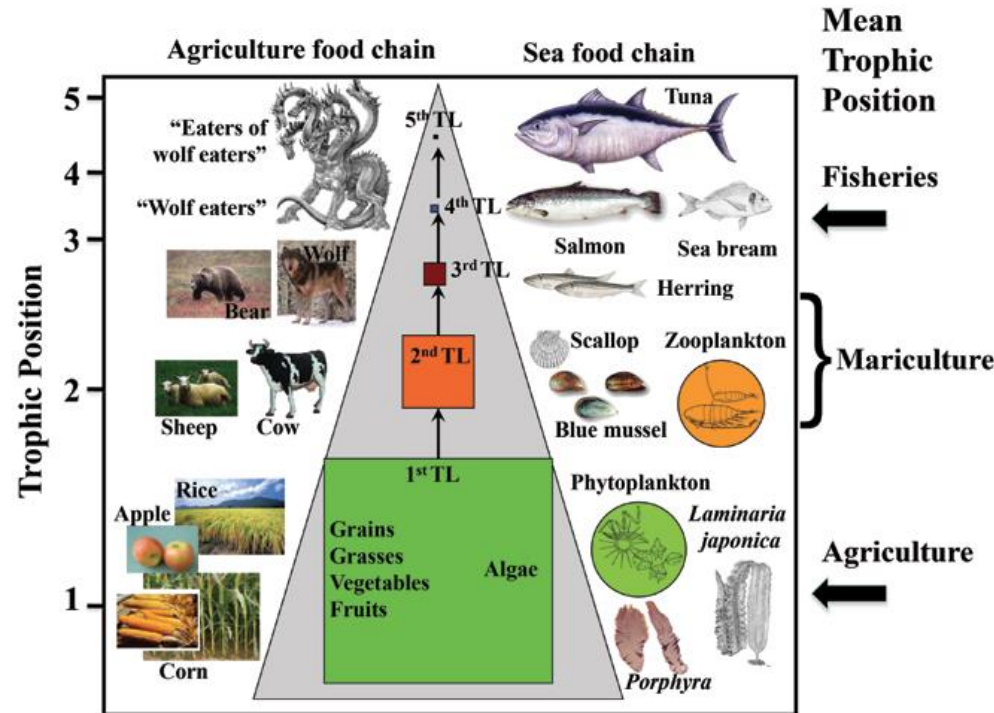 Agriculture food chain
Sea food chain
Mean
Trophic
Position
Trophic Position
5
4
3
2
1
"Eaters of
wolf eaters"
"Wolf eaters"
Bear
Wolf
Sheep
Cow
Rice
Apple
Corn
5th TL
4th TL
3rd TL
2nd TL
1st TL
Grains
Grasses
Vegetables
Fruits
Algae
Tuna
Salmon
Sea bream
Herring
Scallop
Zooplankton
Blue mussel
Phytoplankton
Laminaria
japonica
Porphyra
Fisheries
Mariculture
Agriculture